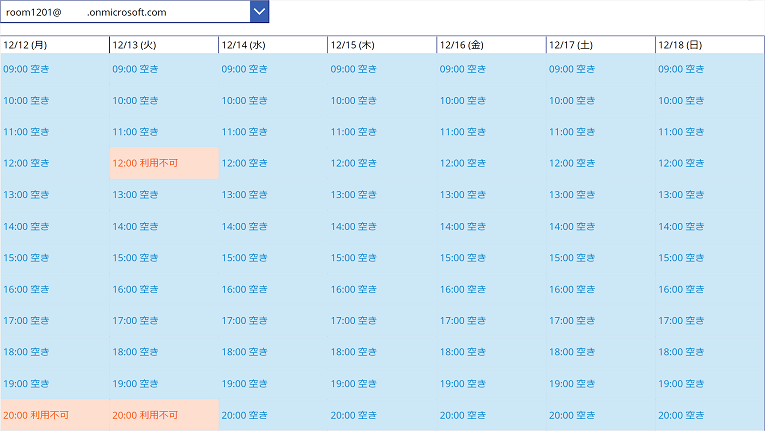 room1201@ .onmicrosoft.com
12/12 (月) 12/13 (火) 12/14 (水) 12/15 (木) 12/16 (金) 12/17 (土) 12/18 (日)
09:00 空き 09:00 空き 09:00 空き 09:00 空き 09:00 空き 09:00 空き 09:00 空き
10:00 空き 10:00 空き 10:00 空き 10:00 空き 10:00 空き 10:00 空き 10:00 空き
11:00 空き 11:00 空き 11:00 空き 11:00 空き 11:00 空き 11:00 空き 11:00 空き
12:00 空き 12:00 利用不可 12:00 空き 12:00 空き 12:00 空き 12:00 空き 12:00 空き
13:00 空き 13:00 空き 13:00 空き 13:00 空き 13:00 空き 13:00 空き 13:00 空き
14:00 空き 14:00 空き 14:00 空き 14:00 空き 14:00 空き 14:00 空き 14:00 空き
15:00 空き 15:00 空き 15:00 空き 15:00 空き 15:00 空き 15:00 空き 15:00 空き
16:00 空き 16:00 空き 16:00 空き 16:00 空き 16:00 空き 16:00 空き 16:00 空き
17:00 空き 17:00 空き 17:00 空き 17:00 空き 17:00 空き 17:00 空き 17:00 空き
18:00 空き 18:00 空き 18:00 空き 18:00 空き 18:00 空き 18:00 空き 18:00 空き
19:00 空き 19:00 空き 19:00 空き 19:00 空き 19:00 空き 19:00 空き 19:00 空き
20:00 利用不可 20:00 利用不可 20:00 空き 20:00 空き 20:00 空き 20:00 空き 20:00 空き